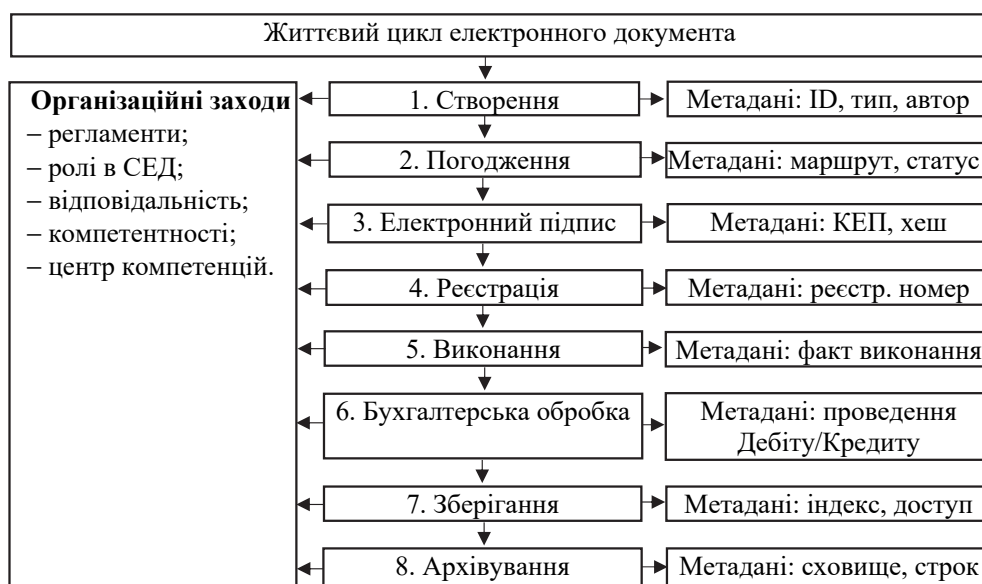 Життєвий цикл електронного документа
Організаційні заходи
– регламенти;
– ролі в СЕД;
– відповідальність;
– компетентності;
– центр компетенцій.
1. Створення
Метадані: ID, тип, автор
2. Погодження
Метадані: маршрут, статус
3. Електронний підпис
Метадані: КЕП, хеш
4. Реєстрація
Метадані: реєстр. номер
5. Виконання
Метадані: факт виконання
6. Бухгалтерська обробка
Метадані: проведення
Дебіту/Кредиту
7. Зберігання
Метадані: індекс, доступ
8. Архівування
Метадані: сховище, строк